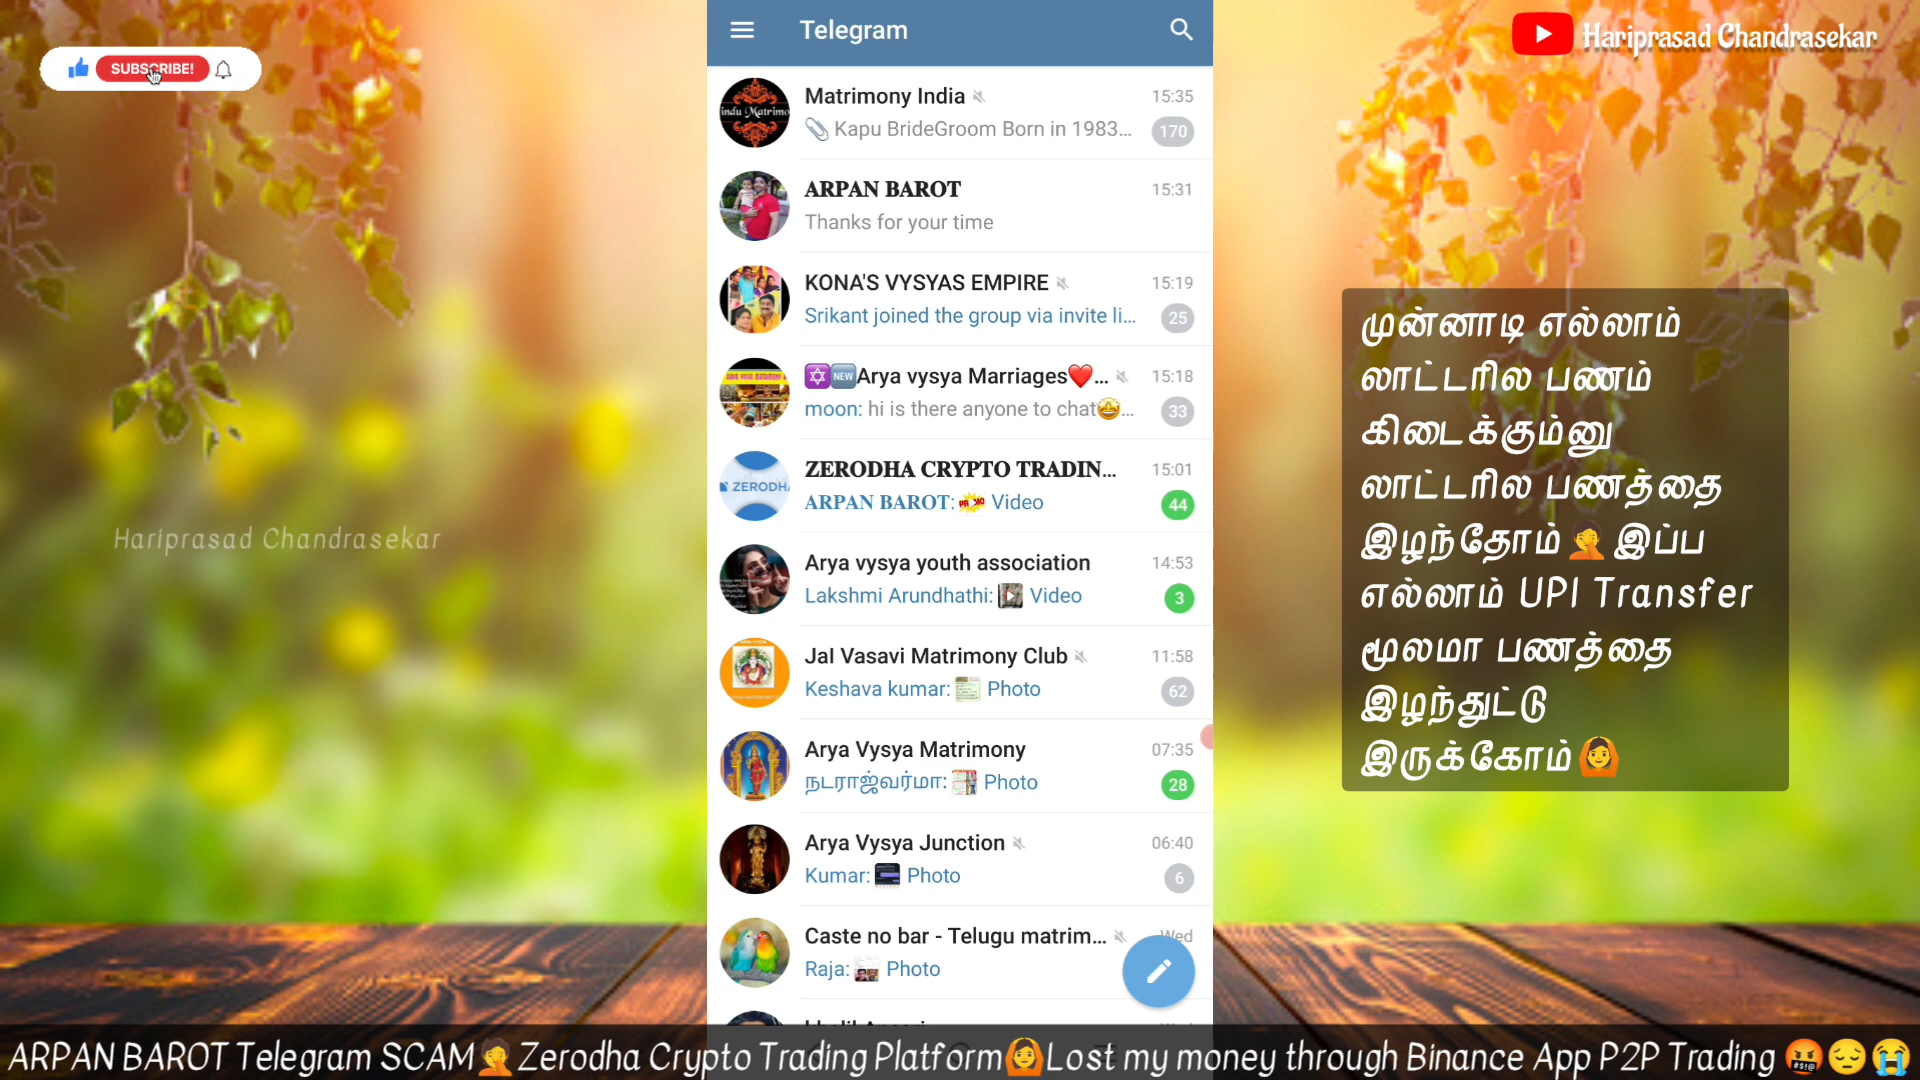 SUBSCRIBE!
Hariprasad Chandrasekar
Telegram
Matrimony India 15:35
Kapu BrideGroom Born in 1983... 170
ARPAN BAROT 15:31
Thanks for your time
KONA'S VYSYAS EMPIRE 15:19
Srikant joined the group via invite li... 25
🔯🆕Arya vysya Marriages❤️... 15:18
moon: hi is there anyone to chat🤩... 33
ZERODHA
ZERODHA CRYPTO TRADIN... 15:01
ARPAN BAROT: Video 44
Arya vysya youth association 14:53
Lakshmi Arundhathi: Video 3
JaI Vasavi Matrimony Club 11:58
Keshava kumar: Photo 62
Arya Vysya Matrimony 07:35
நடராஜ்வர்மா: Photo 28
Arya Vysya Junction 06:40
Kumar: Photo 6
Caste no bar - Telugu matrim... Wed
Raja: Photo
Hariprasad Chandrasekar
முன்னாடி எல்லாம்
லாட்டரில பணம்
கிடைக்கும்னு
லாட்டரில பணத்தை
இழந்தோம்🤦இப்ப
எல்லாம் UPI Transfer
மூலமா பணத்தை
இழந்துட்டு
இருக்கோம்🙆
ARPAN BAROT Telegram SCAM🤦Zerodha Crypto Trading Platform🙆Lost my money through Binance App P2P Trading 🤬😔😭